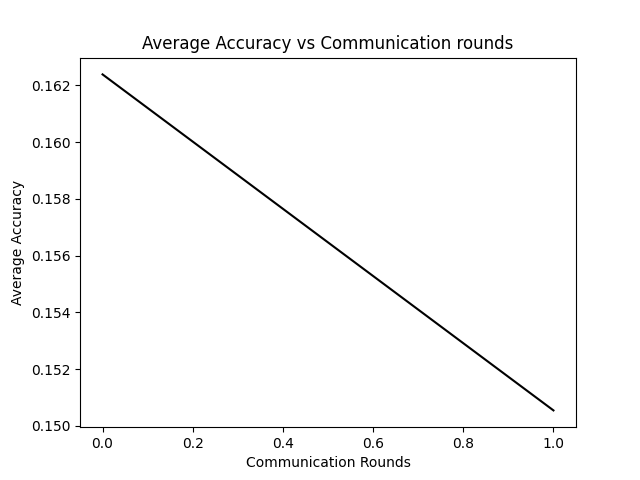 Average Accuracy vs Communication rounds
0.162
0.160
0.158
0.156
0.154
0.152
0.150
Average Accuracy
0.0 0.2 0.4 0.6 0.8 1.0
Communication Rounds